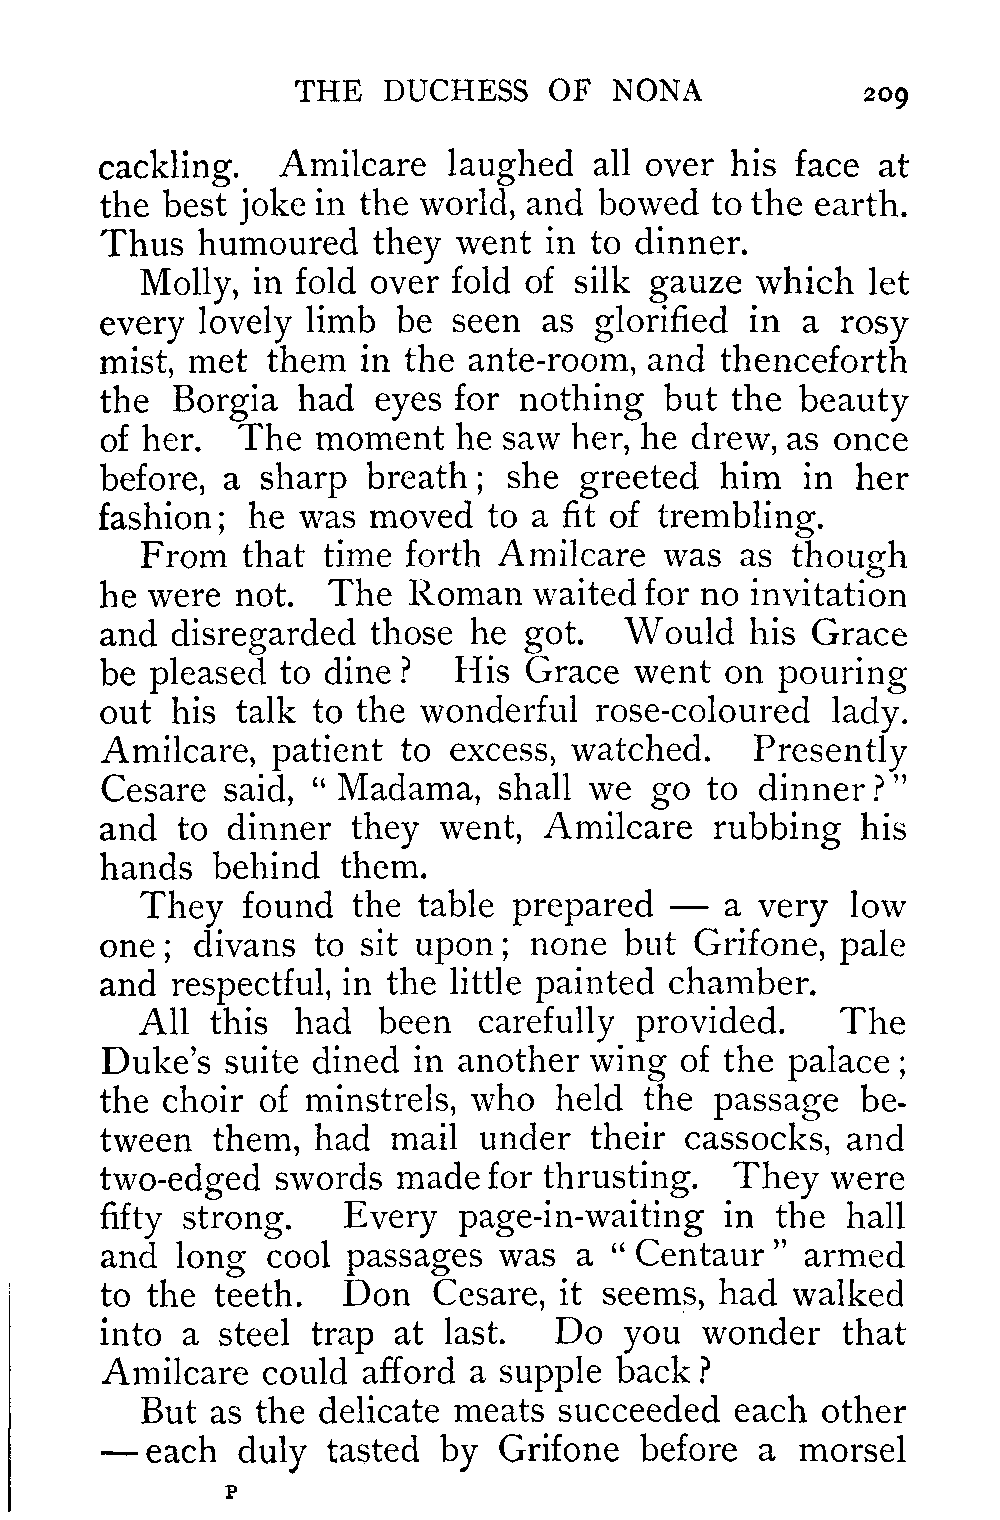 THE DUCHESS OF NONA 209
cackling. Amilcare laughed all over his face at
the best joke in the world, and bowed to the earth.
Thus humoured they went in to dinner.
Molly, in fold over fold of silk gauze which let
every lovely limb be seen as glorified in a rosy
mist, met them in the ante-room, and thenceforth
the Borgia had eyes for nothing but the beauty
of her. The moment he saw her, he drew, as once
before, a sharp breath; she greeted him in her
fashion; he was moved to a fit of trembling.
From that time forth Amilcare was as though
he were not. The Roman waited for no invitation
and disregarded those he got. Would his Grace
be pleased to dine? His Grace went on pouring
out his talk to the wonderful rose-coloured lady.
Amilcare, patient to excess, watched. Presently
Cesare said, "Madama, shall we go to dinner?"
and to dinner they went, Amilcare rubbing his
hands behind them.
They found the table prepared — a very low
one; divans to sit upon; none but Grifone, pale
and respectful, in the little painted chamber.
All this had been carefully provided. The
Duke's suite dined in another wing of the palace;
the choir of minstrels, who held the passage be-
tween them, had mail under their cassocks, and
two-edged swords made for thrusting. They were
fifty strong. Every page-in-waiting in the hall
and long cool passages was a "Centaur" armed
to the teeth. Don Cesare, it seems, had walked
into a steel trap at last. Do you wonder that
Amilcare could afford a supple back?
But as the delicate meats succeeded each other
—each duly tasted by Grifone before a morsel
P